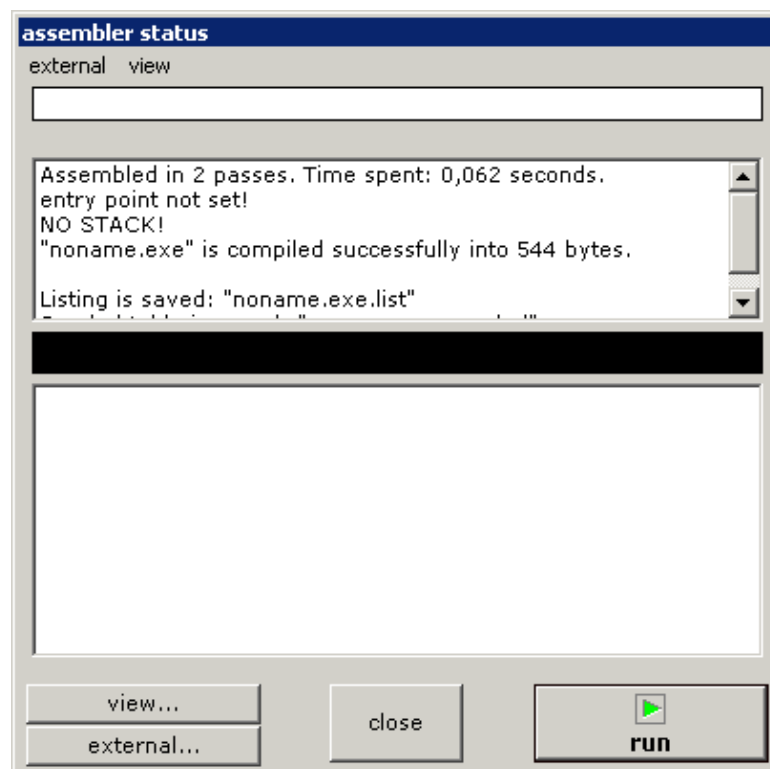 assembler status
external view
Assembled in 2 passes. Time spent: 0,062 seconds.
entry point not set!
NO STACK!
"noname.exe" is compiled successfully into 544 bytes.
Listing is saved: "noname.exe.list"
view...
external...
close
run